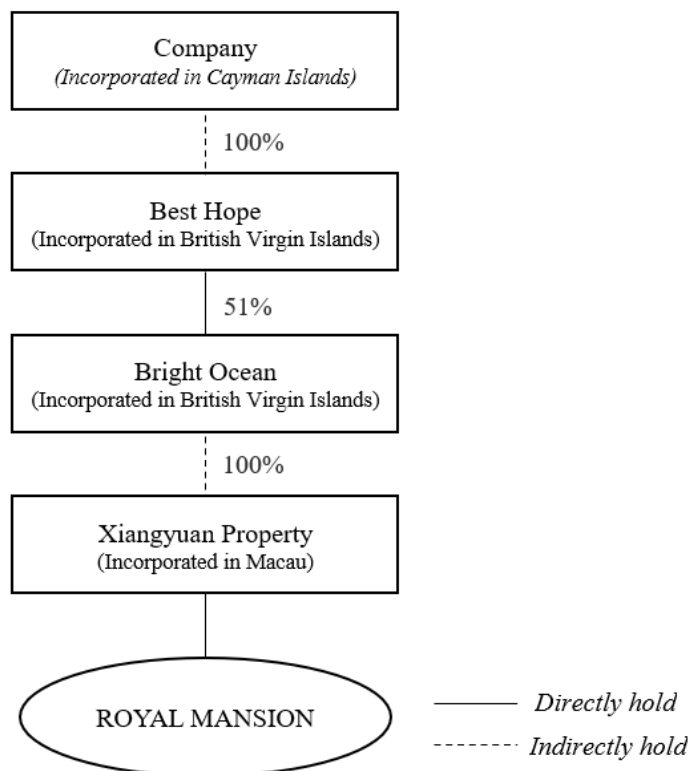 Company
(Incorporated in Cayman Islands)
100%
Best Hope
(Incorporated in British Virgin Islands)
51%
Bright Ocean
(Incorporated in British Virgin Islands)
100%
Xiangyuan Property
(Incorporated in Macau)
ROYAL MANSION
Directly hold
Indirectly hold